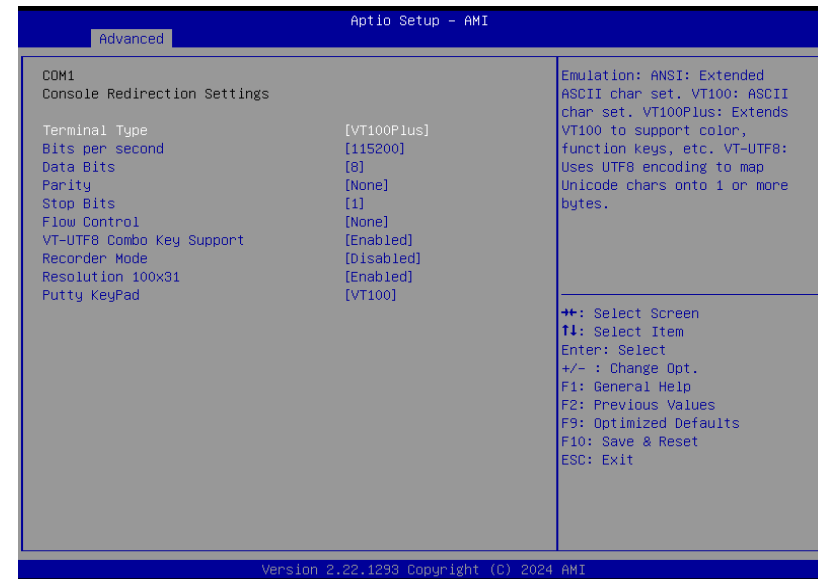 Aptio Setup – AMI
Advanced
COM1
Console Redirection Settings
Terminal Type [VT100Plus]
Bits per second [115200]
Data Bits [8]
Parity [None]
Stop Bits [1]
Flow Control [None]
VT-UTF8 Combo Key Support [Enabled]
Recorder Mode [Disabled]
Resolution 100x31 [Enabled]
Putty KeyPad [VT100]
Emulation: ANSI: Extended
ASCII char set. VT100: ASCII
char set. VT100Plus: Extends
VT100 to support color,
function keys, etc. VT-UTF8:
Uses UTF8 encoding to map
Unicode chars onto 1 or more
bytes.
→←: Select Screen
↑↓: Select Item
Enter: Select
+/- : Change Opt.
F1: General Help
F2: Previous Values
F9: Optimized Defaults
F10: Save & Reset
ESC: Exit
Version 2.22.1293 Copyright (C) 2024 AMI